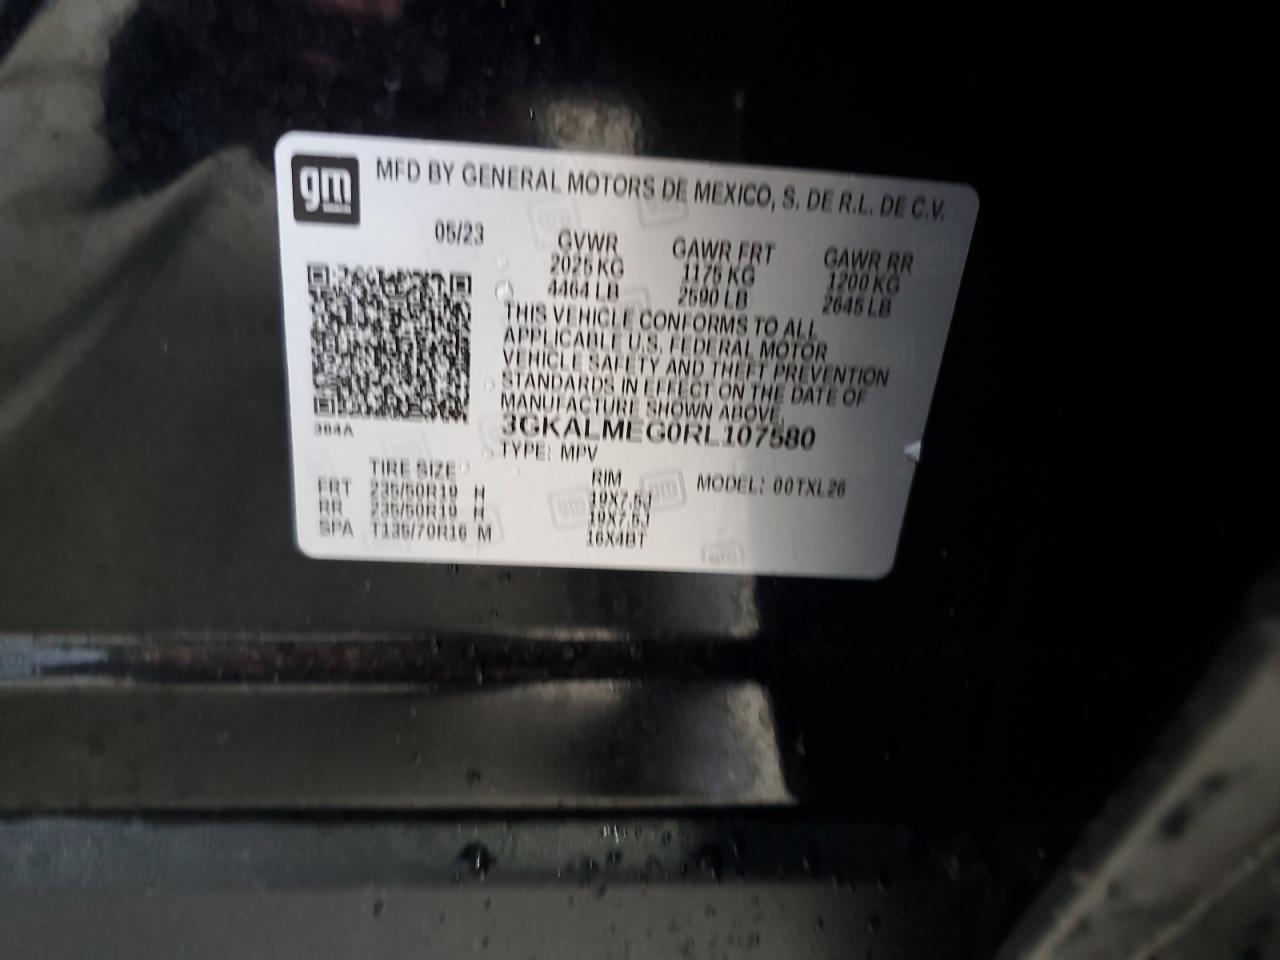 gm
MFD BY GENERAL MOTORS DE MEXICO, S. DE R.L. DE C.V.
05/23 GVWR GAWR FRT GAWR RR
2025 KG 1175 KG 1200 KG
4464 LB 2590 LB 2645 LB
THIS VEHICLE CONFORMS TO ALL
APPLICABLE U.S. FEDERAL MOTOR
VEHICLE SAFETY AND THEFT PREVENTION
STANDARDS IN EFFECT ON THE DATE OF
MANUFACTURE SHOWN ABOVE.
3GKALMEG0RL107580
384A
TYPE: MPV
TIRE SIZE RIM MODEL: 00TXL26
FRT 235/50R19 H 19X7.5J
RR 235/50R19 H 19X7.5J
SPA T135/70R16 M 16X4BT